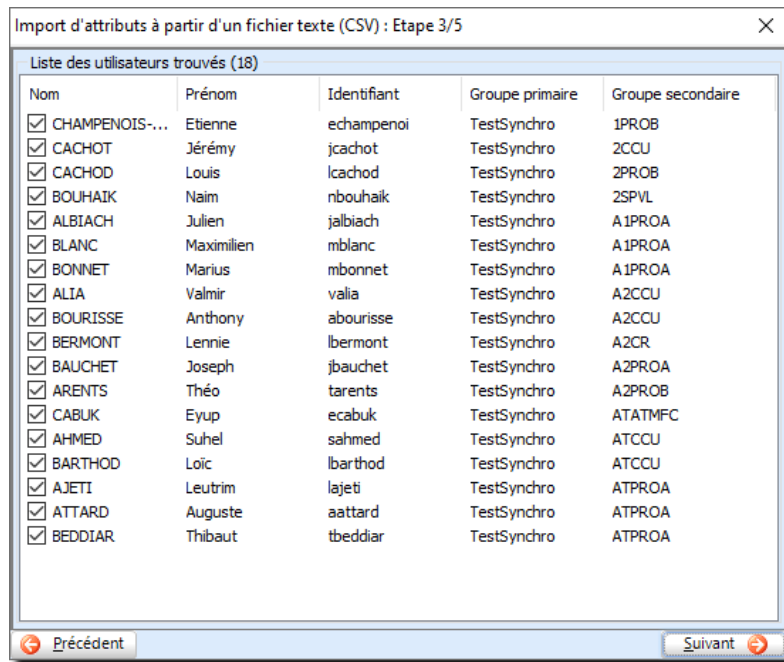 Import d'attributs à partir d'un fichier texte (CSV) : Etape 3/5
Liste des utilisateurs trouvés (18)
Nom Prénom Identifiant Groupe primaire Groupe secondaire
CHAMPENOIS-... Etienne echampenoi TestSynchro 1PROB
CACHOT Jérémy jcachot TestSynchro 2CCU
CACHOD Louis lcachod TestSynchro 2PROB
BOUHAIK Naim nbouhaik TestSynchro 2SPVL
ALBIACH Julien jalbiach TestSynchro A1PROA
BLANC Maximilien mblanc TestSynchro A1PROA
BONNET Marius mbonnet TestSynchro A1PROA
ALIA Valmir valia TestSynchro A2CCU
BOURISSE Anthony abourisse TestSynchro A2CCU
BERMONT Lennie lbermont TestSynchro A2CR
BAUCHET Joseph jbauchet TestSynchro A2PROA
ARENTS Théo tarents TestSynchro A2PROB
CABUK Eyup ecabuk TestSynchro ATATMFC
AHMED Suhel sahmed TestSynchro ATCCU
BARTHOD Loïc lbarthod TestSynchro ATCCU
AJETI Leutrim lajeti TestSynchro ATPROA
ATTARD Auguste aattard TestSynchro ATPROA
BEDDIAR Thibaut tbeddiar TestSynchro ATPROA
Précédent Suivant